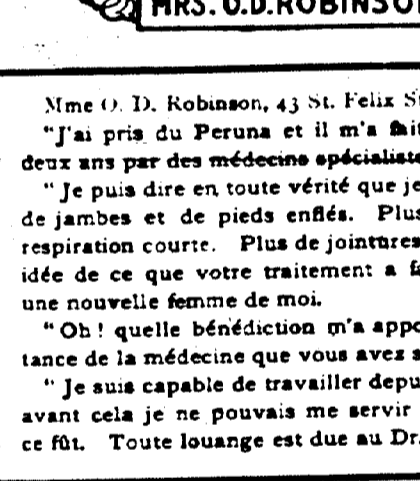 MRS. O.D. ROBINSON
Mme O. D. Robinson, 43 St. Felix S
"J'ai pris du Peruna et il m'a fait
deux ans par des médecins spécialiste
"Je puis dire en toute vérité que je
de jambes et de pieds enflés. Plus
respiration courte. Plus de jointures
idée de ce que votre traitement a fa
une nouvelle femme de moi.
"Oh! quelle bénédiction m'a appo
tance de la médecine que vous avez s
"Je suis capable de travailler depu
avant cela je ne pouvais me servir
ce fût. Toute louange est due au Dr.